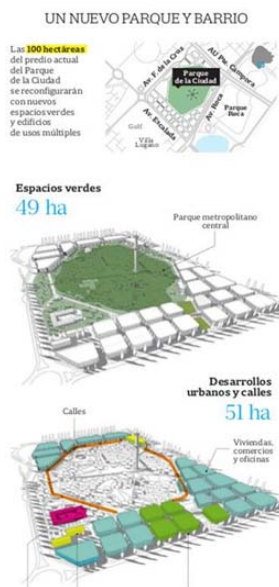 UN NUEVO PARQUE Y BARRIO
Las 100 hectáreas
del predio actual
del Parque
de la Ciudad
se reconfigurarán
con nuevos
espacios verdes
y edificios
de usos múltiples
Av. F. de la Cruz
AU Pte. Cámpora
Parque
de la Ciudad
Av. Escalada
Av. Roca
Parque
Roca
Golf
Villa
Lugano
Espacios verdes
49 ha
Parque metropolitano
central
Desarrollos
urbanos y calles
51 ha
Calles
Viviendas,
comercios
y oficinas